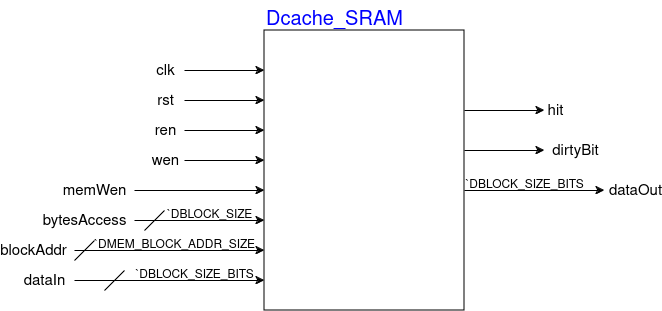 Dcache_SRAM
clk
rst
ren
wen
memWen
bytesAccess
`DBLOCK_SIZE
blockAddr
`DMEM_BLOCK_ADDR_SIZE
dataIn
`DBLOCK_SIZE_BITS
hit
dirtyBit
`DBLOCK_SIZE_BITS
dataOut